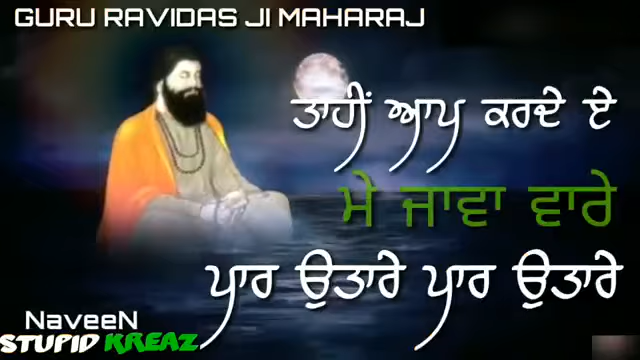 GURU RAVIDAS JI MAHARAJ
ਤਾਹੀਂ ਆਪ ਕਰਦੇ ਏ
ਮੇ ਜਾਵਾ ਵਾਰੇ
ਪਾਰ ਉਤਾਰੇ ਪਾਰ ਉਤਾਰੇ
NaveeN
STUPID KREAZ